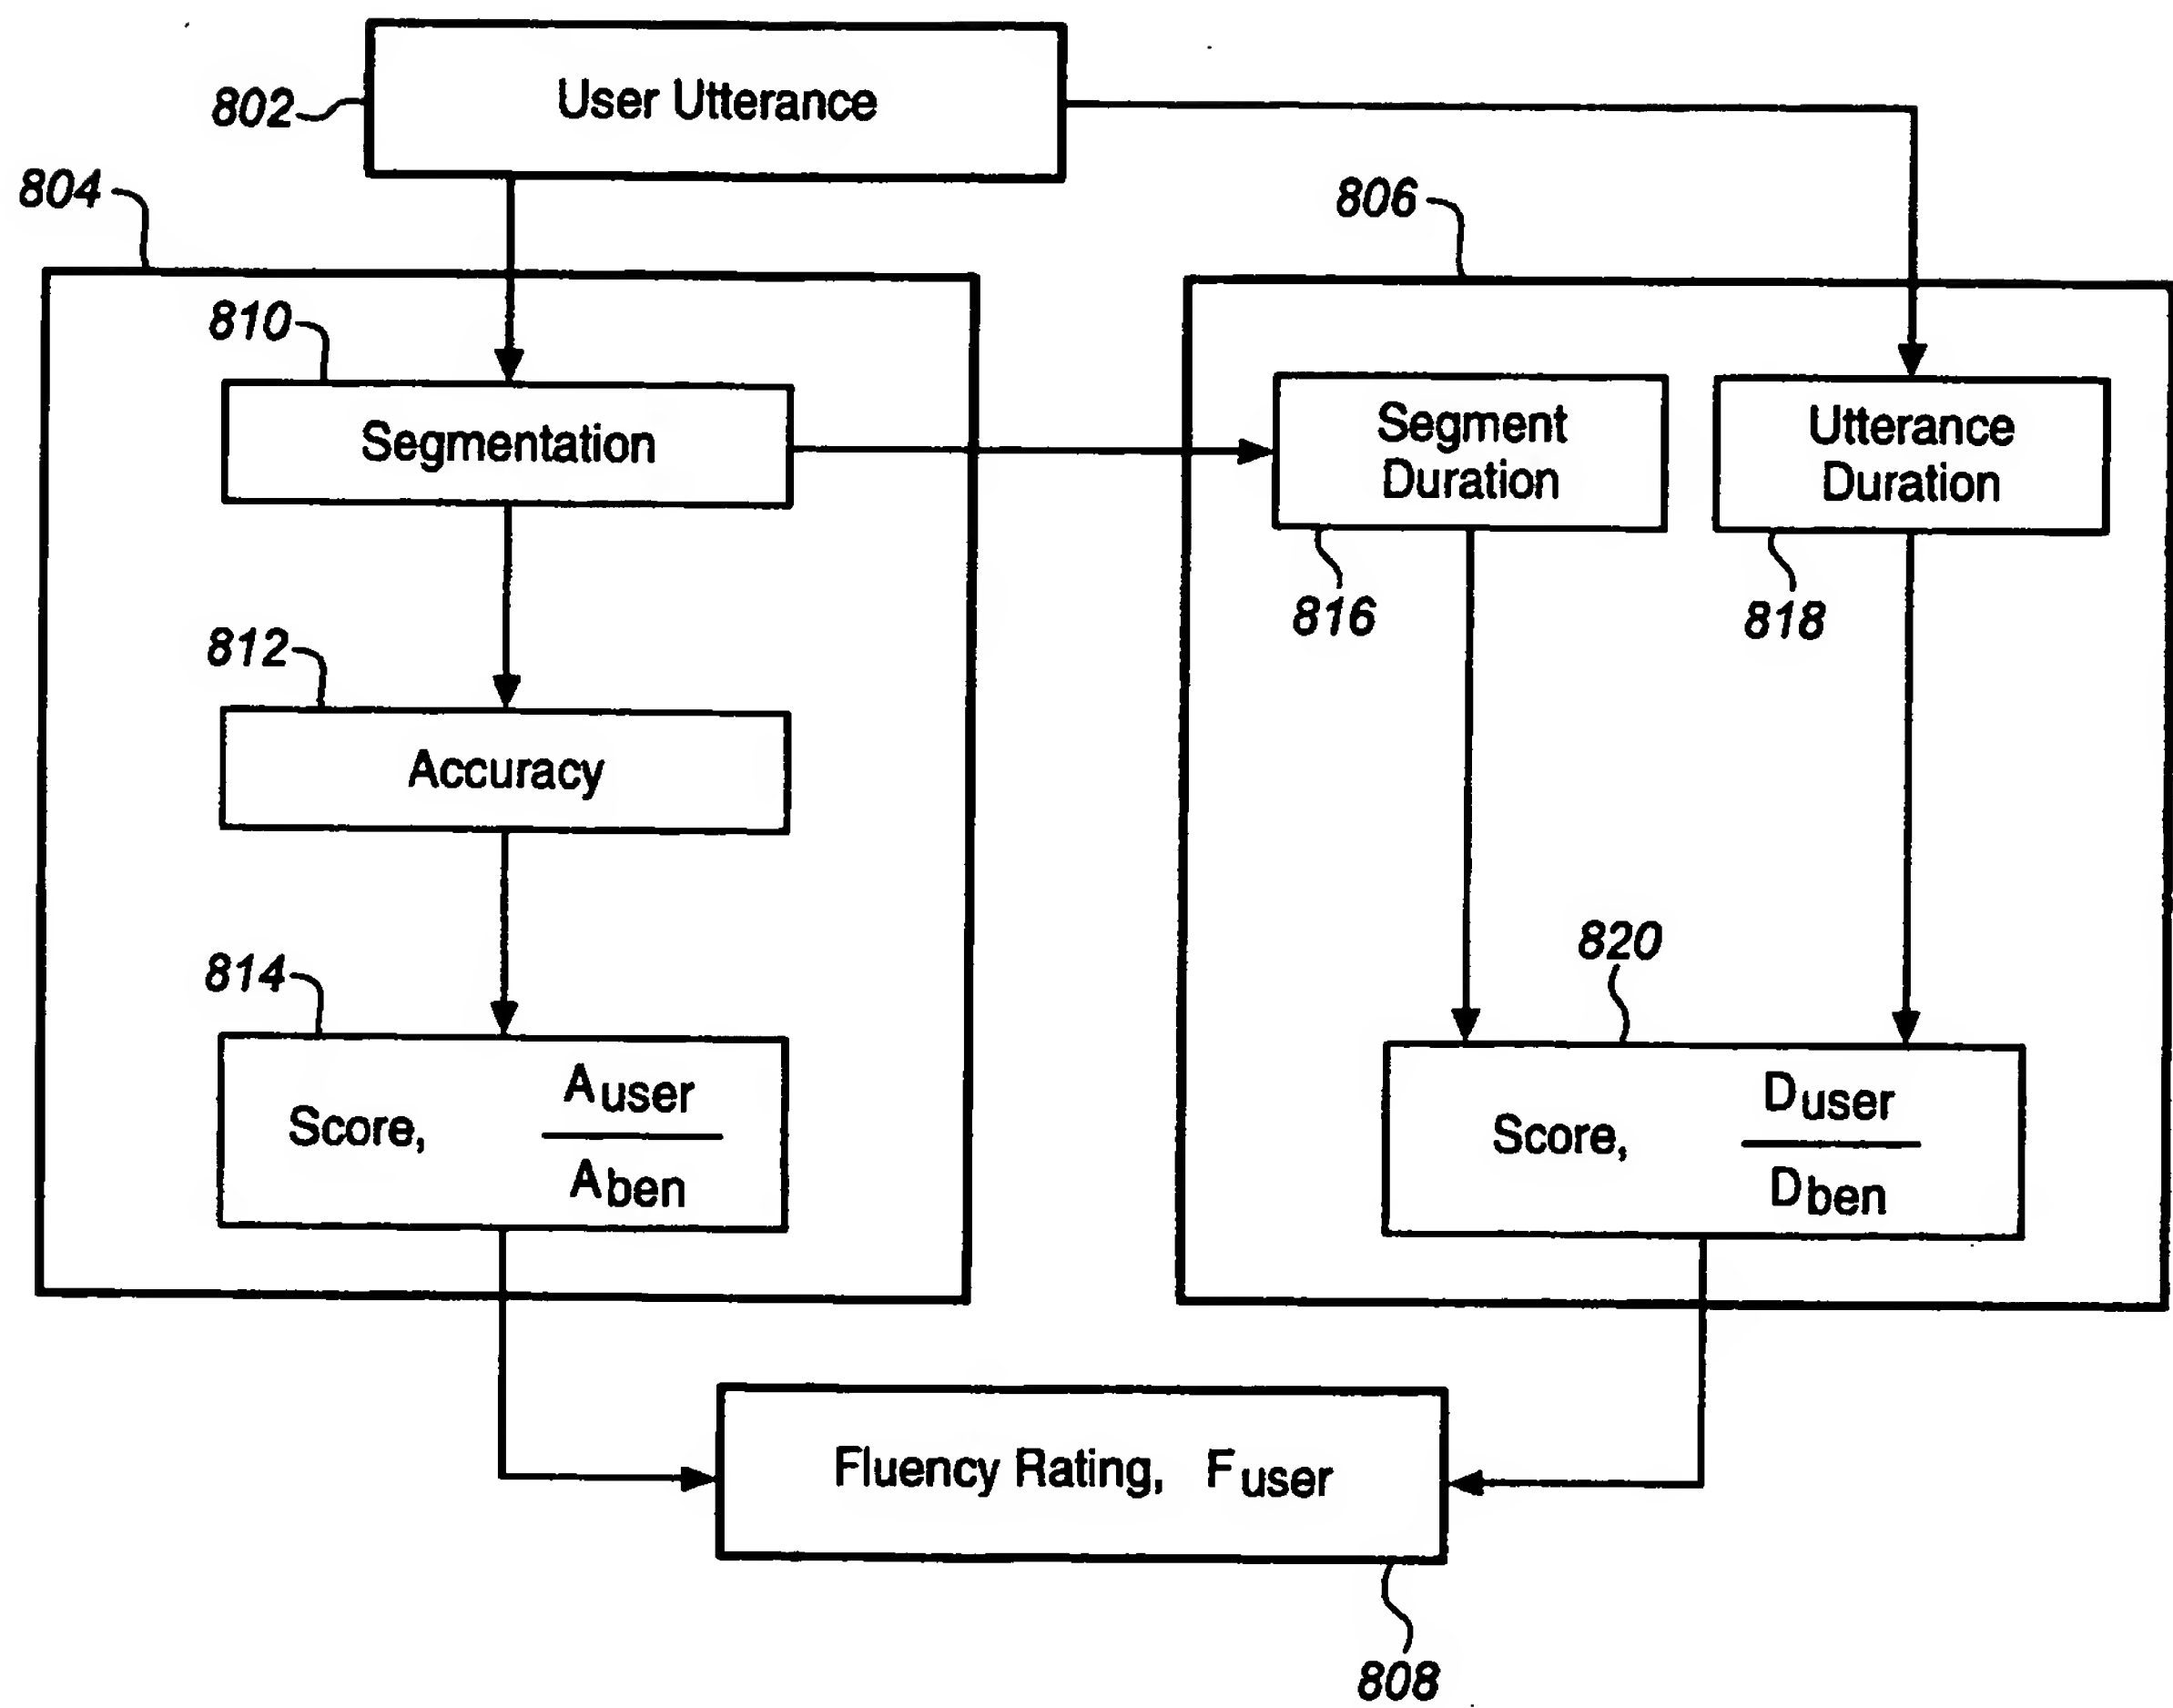 802
User Utterance
804
806
810
Segmentation
Segment
Duration
Utterance
Duration
816
818
812
Accuracy
814
820
Score,
Auser
Aben
Score,
Duser
Dben
Fluency Rating, Fuser
808